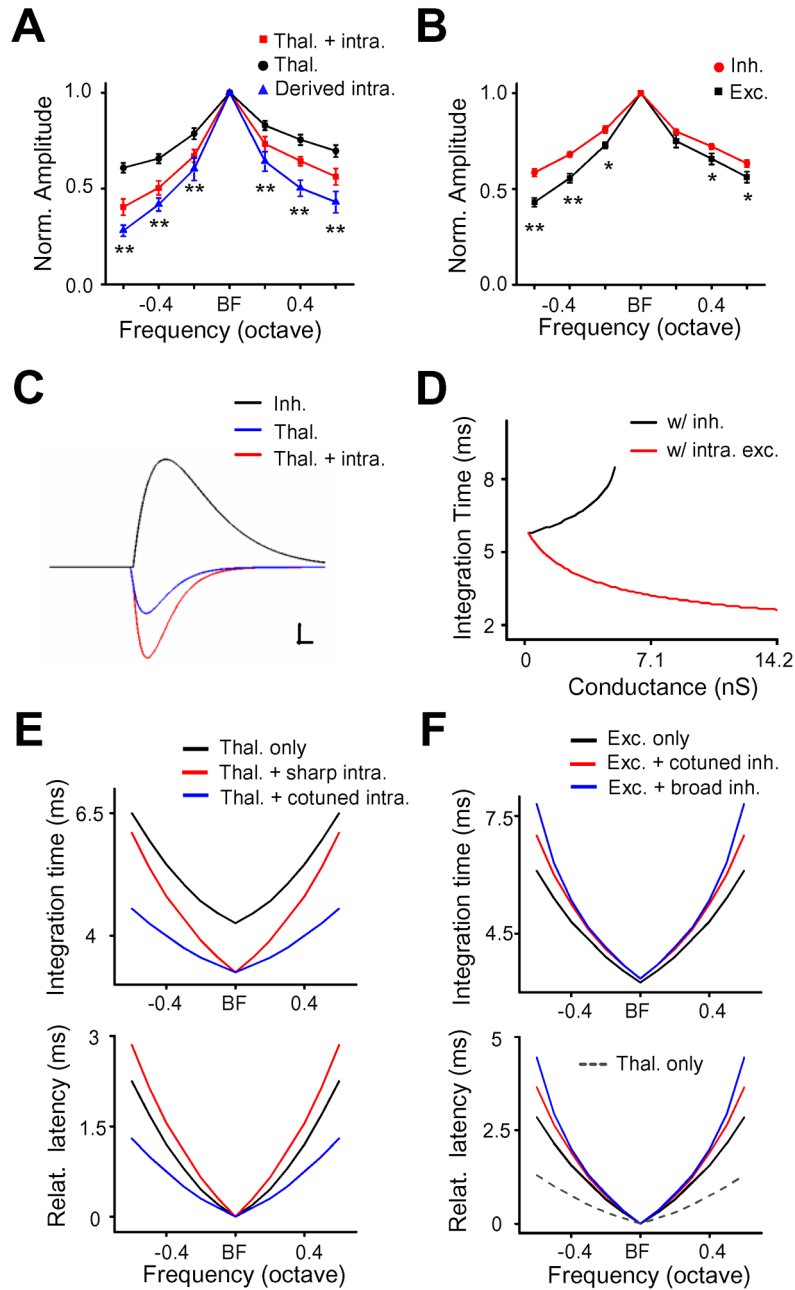 A
Thal. + intra.
Thal.
Derived intra.
Norm. Amplitude
1.0
0.5
0.0
** ** ** ** ** **
-0.4 BF 0.4
Frequency (octave)
B
Inh.
Exc.
Norm. Amplitude
1.0
0.5
0.0
** ** * * *
-0.4 BF 0.4
Frequency (octave)
C
Inh.
Thal.
Thal. + intra.
D
w/ inh.
w/ intra. exc.
Integration Time (ms)
8
5
2
0 7.1 14.2
Conductance (nS)
E
Thal. only
Thal. + sharp intra.
Thal. + cotuned intra.
Integration time (ms)
6.5
4
-0.4 BF 0.4
Relat. latency (ms)
3
1.5
0
-0.4 BF 0.4
Frequency (octave)
F
Exc. only
Exc. + cotuned inh.
Exc. + broad inh.
Integration time (ms)
7.5
4.5
-0.4 BF 0.4
Thal. only
Relat. latency (ms)
5
2.5
0
-0.4 BF 0.4
Frequency (octave)